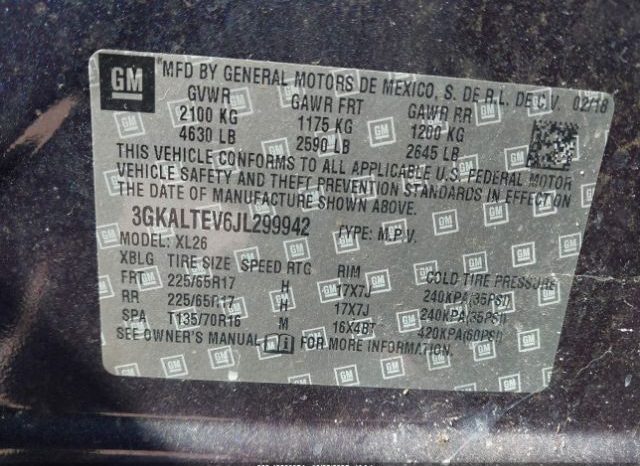 GM
MFD BY GENERAL MOTORS DE MEXICO, S. DE R.L. DE C.V. 02/18
GVWR GAWR FRT GAWR RR
2100 KG 1175 KG 1200 KG
4630 LB 2590 LB 2645 LB
THIS VEHICLE CONFORMS TO ALL APPLICABLE U.S. FEDERAL MOTOR
VEHICLE SAFETY AND THEFT PREVENTION STANDARDS IN EFFECT ON
THE DATE OF MANUFACTURE SHOWN ABOVE.
3GKALTEV6JL299942 TYPE: M.P.V.
MODEL: XL26
XBLG TIRE SIZE SPEED RTG RIM COLD TIRE PRESSURE
FRT 225/65R17 H 17X7J 240KPA(35PSI)
RR 225/65R17 H 17X7J 240KPA(35PSI)
SPA T135/70R16 M 16X4BT 420KPA(60PSI)
SEE OWNER'S MANUAL FOR MORE INFORMATION.